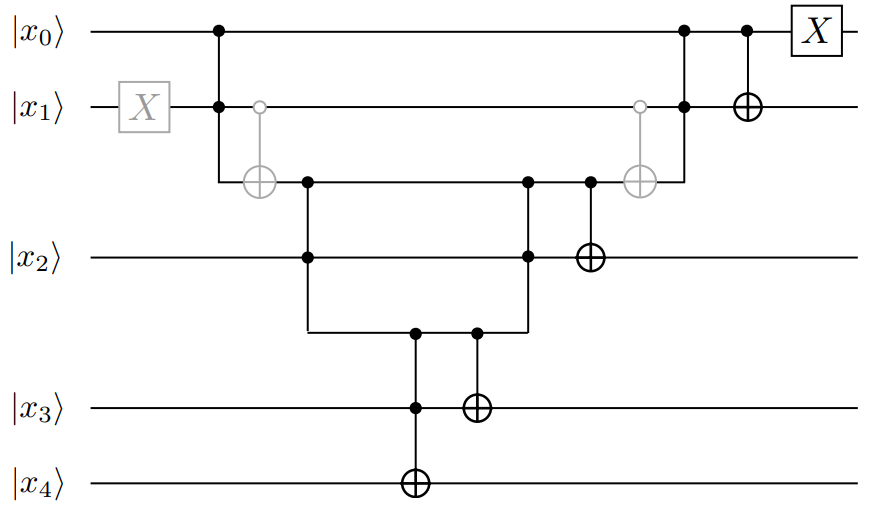 |x₀⟩ X
|x₁⟩ X
|x₂⟩
|x₃⟩
|x₄⟩